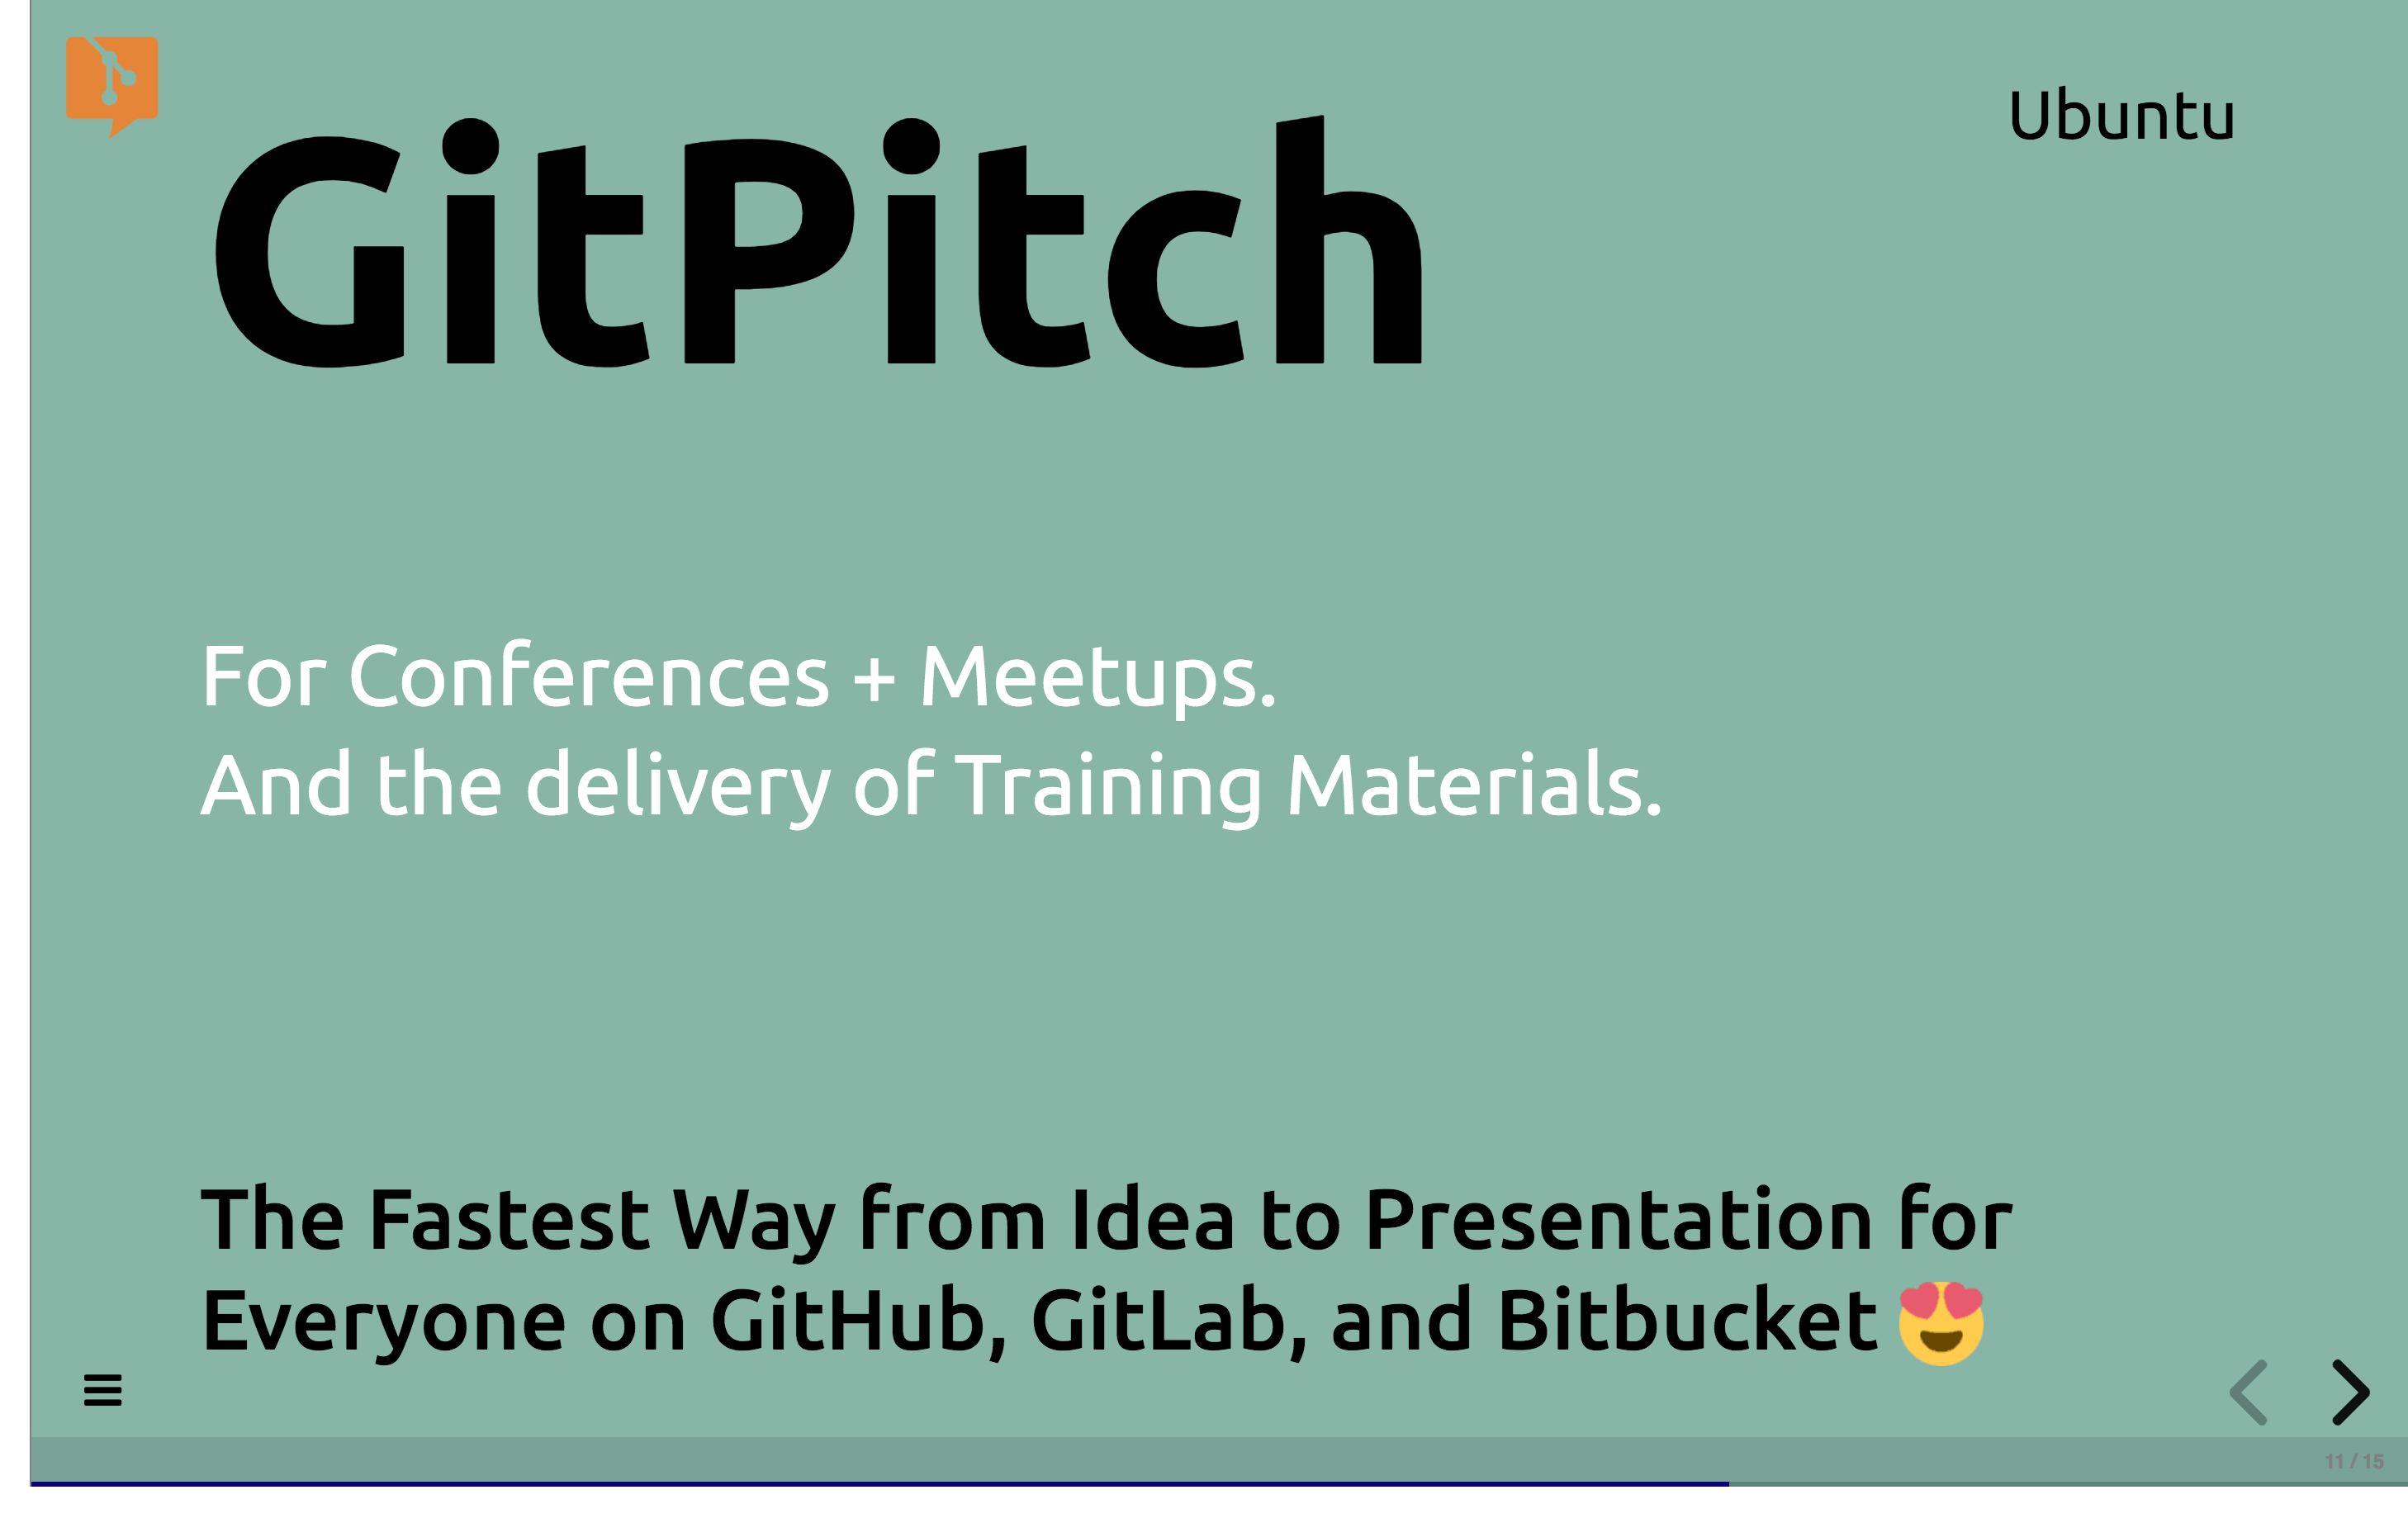 GitPitch
Ubuntu
For Conferences + Meetups.
And the delivery of Training Materials.
The Fastest Way from Idea to Presentation for
Everyone on GitHub, GitLab, and Bitbucket 😍
11 / 15